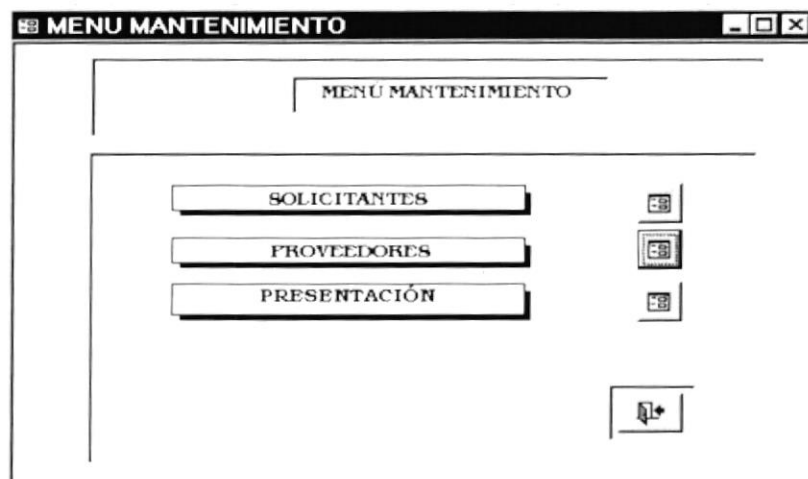 MENU MANTENIMIENTO
MENÚ MANTENIMIENTO
SOLICITANTES
PROVEEDORES
PRESENTACIÓN